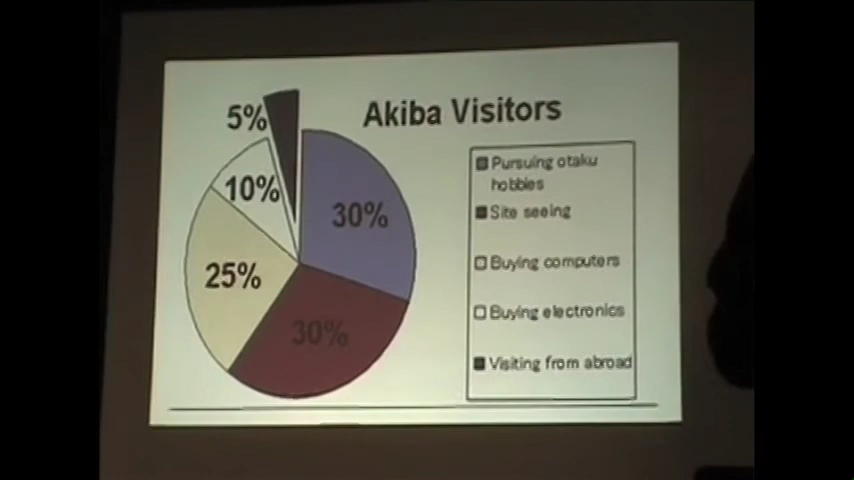 Akiba Visitors
5%
10%
30%
25%
30%
Pursuing otaku
hobbies
Site seeing
Buying computers
Buying electronics
Visiting from abroad